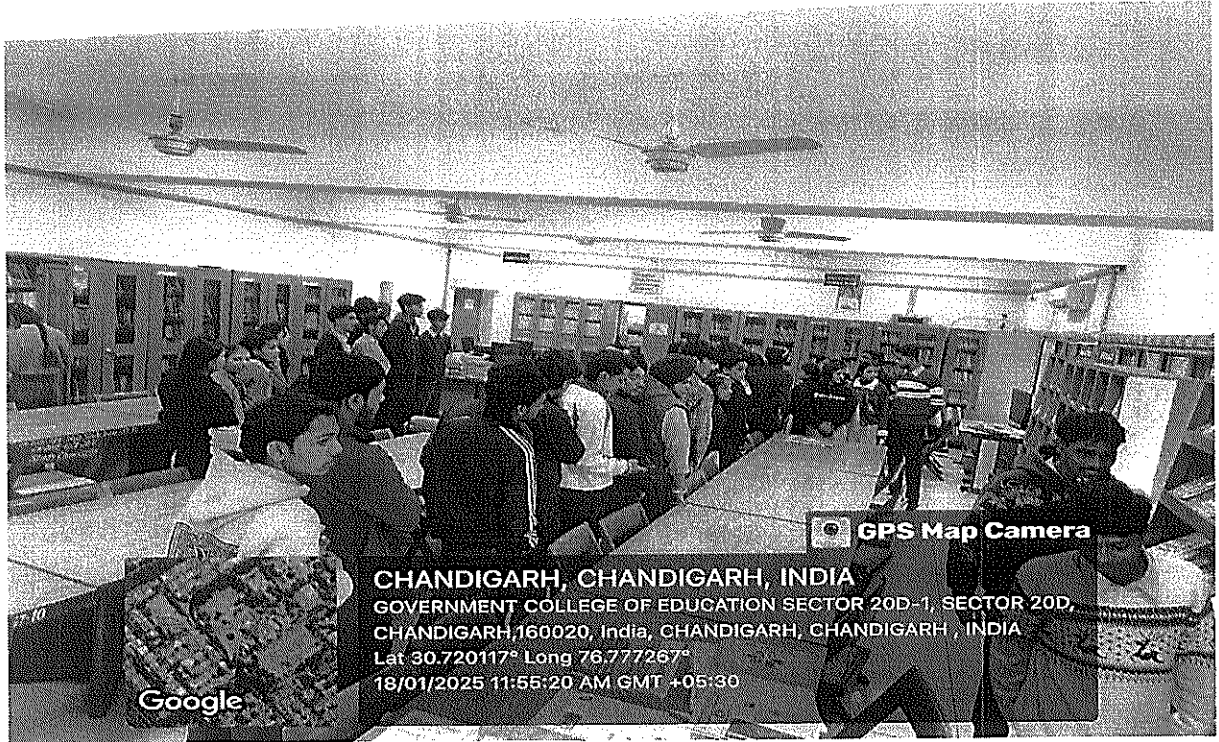 GPS Map Camera
CHANDIGARH, CHANDIGARH, INDIA
GOVERNMENT COLLEGE OF EDUCATION SECTOR 20D-1, SECTOR 20D,
CHANDIGARH,160020, India, CHANDIGARH, CHANDIGARH , INDIA
Lat 30.720117° Long 76.777267°
18/01/2025 11:55:20 AM GMT +05:30
Google